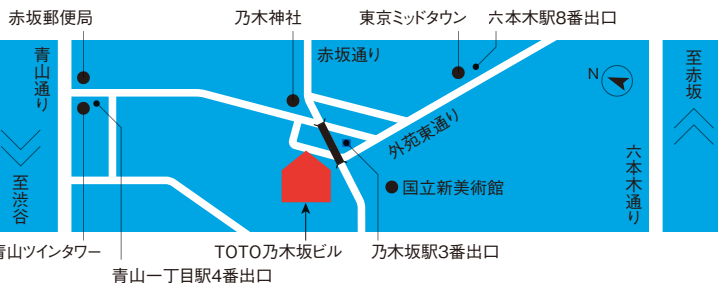 赤坂郵便局
乃木神社
東京ミッドタウン
六本木駅8番出口
青山通り
赤坂通り
N
至赤坂
外苑東通り
六本木通り
至渋谷
国立新美術館
青山ツインタワー
TOTO乃木坂ビル
乃木坂駅3番出口
青山一丁目駅4番出口